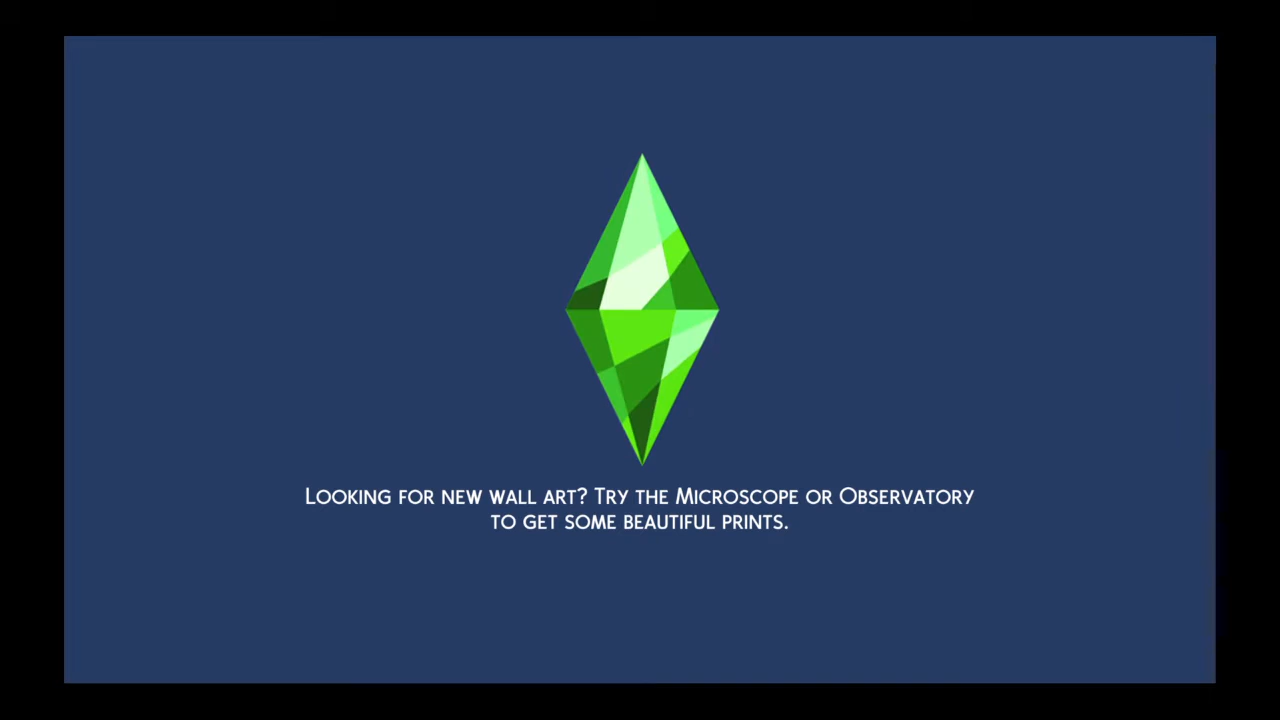 Looking for new wall art? Try the Microscope or Observatory
to get some beautiful prints.